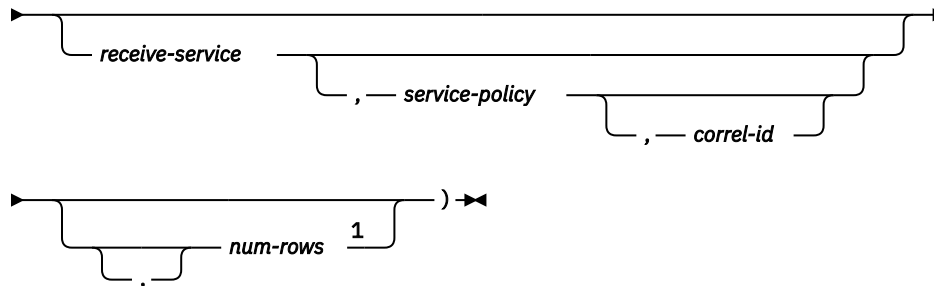 receive-service
, service-policy
, correl-id
num-rows 1 )
,